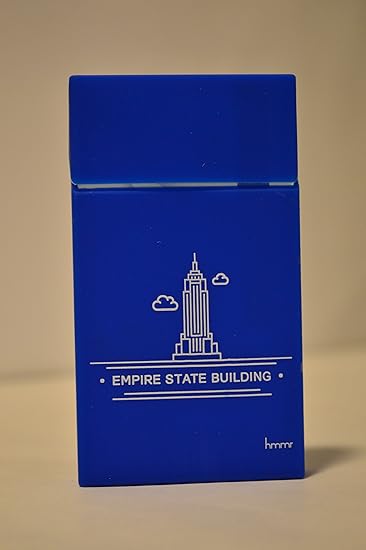 • EMPIRE STATE BUILDING •
hmmr